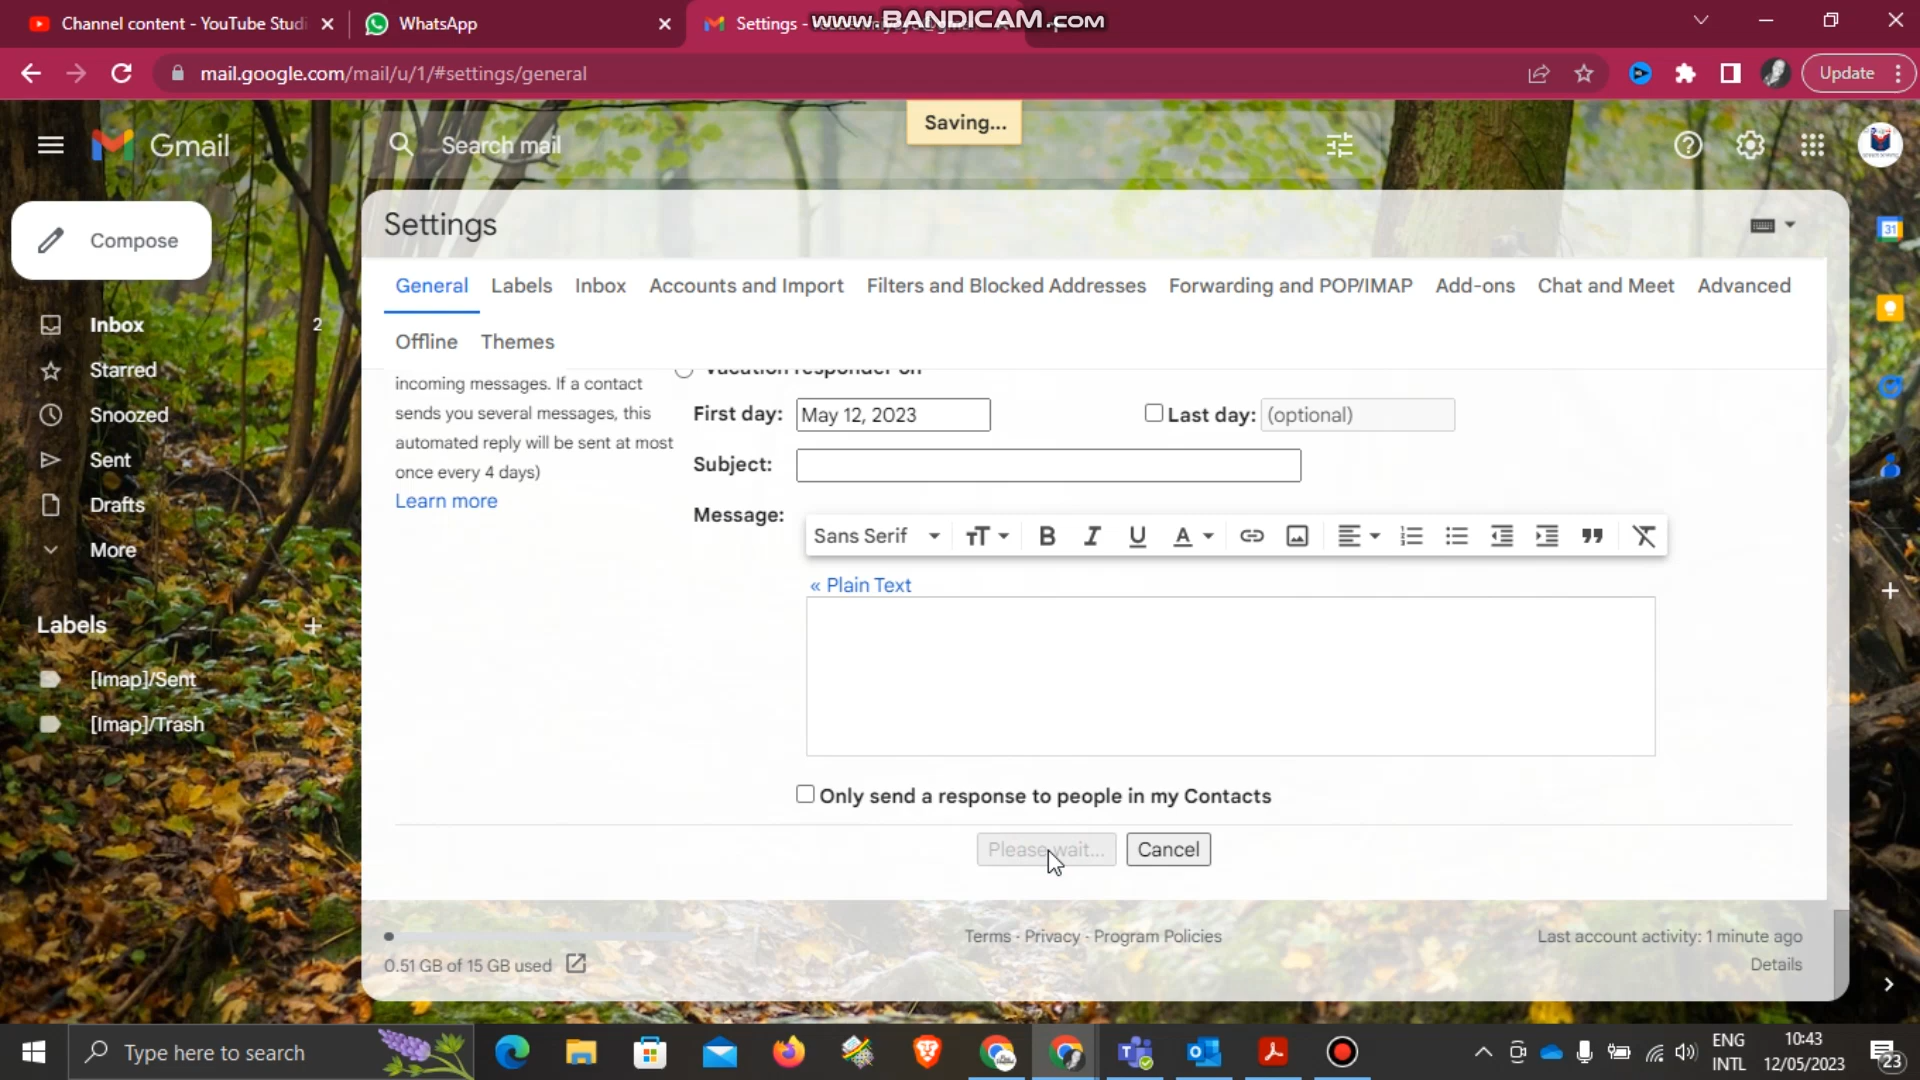 Channel content - YouTube Studi
WhatsApp
Settings -
www.BANDICAM.com
mail.google.com/mail/u/1/#settings/general
Update
Saving...
Gmail
Search mail
Compose
Settings
31
General
Labels
Inbox
Accounts and Import
Filters and Blocked Addresses
Forwarding and POP/IMAP
Add-ons
Chat and Meet
Advanced
Offline
Themes
Inbox
2
Starred
Snoozed
Sent
Drafts
More
Labels
[Imap]/Sent
[Imap]/Trash
incoming messages. If a contact
sends you several messages, this
automated reply will be sent at most
once every 4 days)
Learn more
Vacation responder on
First day:
May 12, 2023
Last day:
(optional)
Subject:
Message:
Sans Serif
« Plain Text
Only send a response to people in my Contacts
Please wait...
Cancel
0.51 GB of 15 GB used
Terms · Privacy · Program Policies
Last account activity: 1 minute ago
Details
Type here to search
ENG
INTL
10:43
12/05/2023
23